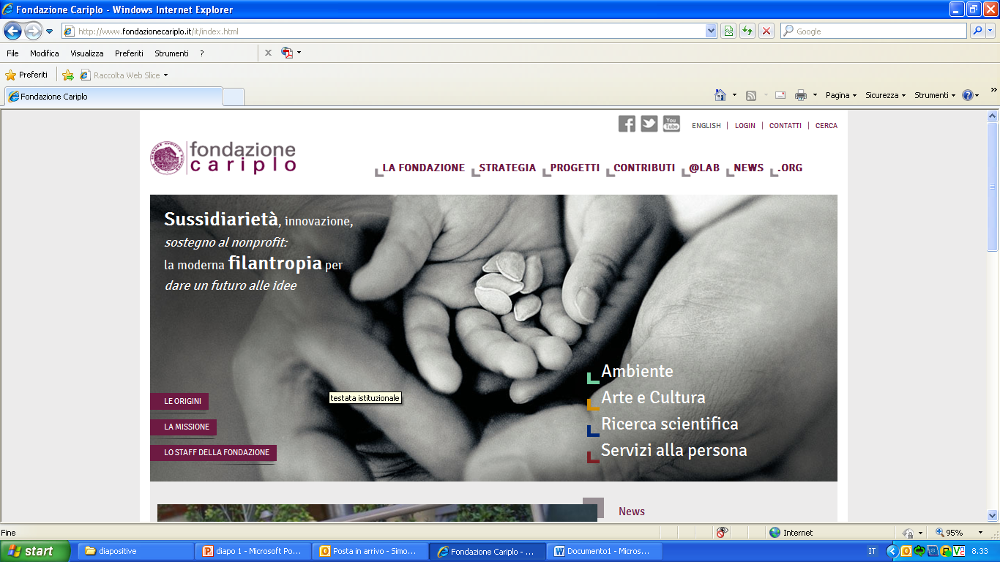 Fondazione Cariplo - Windows Internet Explorer
http://www.fondazionecariplo.it/it/index.html
Google
File Modifica Visualizza Preferiti Strumenti ?
Preferiti
Raccolta Web Slice
Fondazione Cariplo
Pagina Sicurezza Strumenti
You Tube
ENGLISH | LOGIN | CONTATTI | CERCA
fondazione
cariplo
LA FONDAZIONE STRATEGIA PROGETTI CONTRIBUTI @LAB NEWS .ORG
Sussidiarietà, innovazione,
sostegno al nonprofit:
la moderna filantropia per
dare un futuro alle idee
Ambiente
Arte e Cultura
Ricerca scientifica
Servizi alla persona
testata istituzionale
LE ORIGINI
LA MISSIONE
LO STAFF DELLA FONDAZIONE
News
Fine
Internet
95%
start
diapositive
diapo 1 - Microsoft Po...
Posta in arrivo - Simo...
Fondazione Cariplo - ...
Documento1 - Micros...
IT
8.33